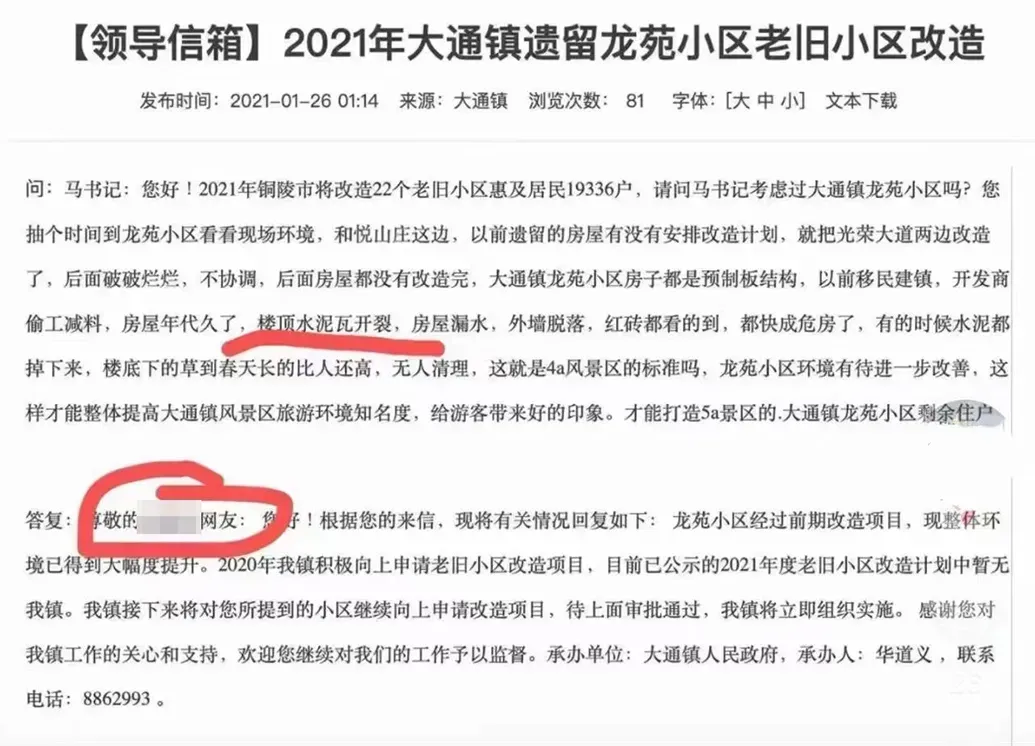 【领导信箱】2021年大通镇遗留龙苑小区老旧小区改造
发布时间：2021-01-26 01:14 来源：大通镇 浏览次数： 81 字体：[大 中 小] 文本下载
问：马书记：您好！2021年铜陵市将改造22个老旧小区惠及居民19336户，请问马书记考虑过大通镇龙苑小区吗？您
抽个时间到龙苑小区看看现场环境，和悦山庄这边，以前遗留的房屋有没有安排改造计划，就把光荣大道两边改造
了，后面破破烂烂，不协调，后面房屋都没有改造完，大通镇龙苑小区房子都是预制板结构，以前移民建镇，开发商
偷工减料，房屋年代久了，楼顶水泥瓦开裂，房屋漏水，外墙脱落，红砖都看的到，都快成危房了，有的时候水泥都
掉下来，楼底下的草到春天长的比人还高，无人清理，这就是4a风景区的标准吗，龙苑小区环境有待进一步改善，这
样才能整体提高大通镇风景区旅游环境知名度，给游客带来好的印象。才能打造5a景区的.大通镇龙苑小区剩余住户
答复：尊敬的网友：您好！根据您的来信，现将有关情况回复如下： 龙苑小区经过前期改造项目，现整体环
境已得到大幅度提升。2020年我镇积极向上申请老旧小区改造项目，目前已公示的2021年度老旧小区改造计划中暂无
我镇。我镇接下来将对您所提到的小区继续向上申请改造项目，待上面审批通过，我镇将立即组织实施。 感谢您对
我镇工作的关心和支持，欢迎您继续对我们的工作予以监督。承办单位：大通镇人民政府，承办人：华道义 ，联系
电话：8862993 。